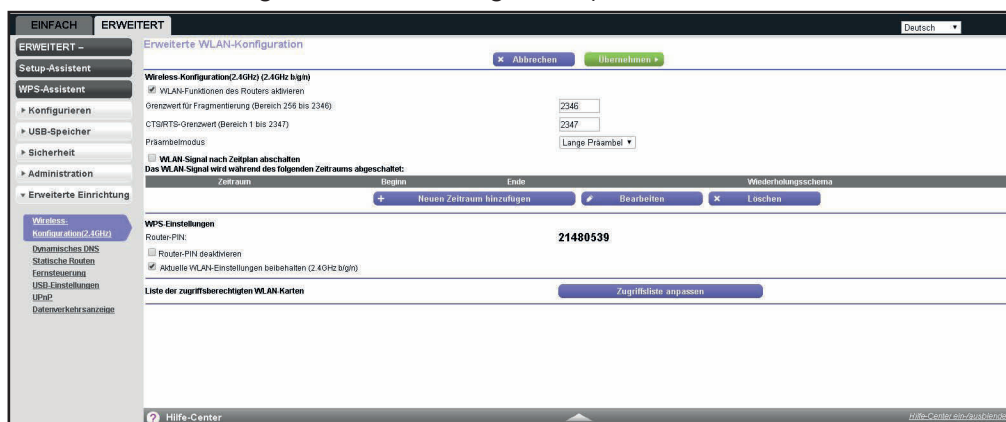 EINFACH ERWEITERT
Deutsch
ERWEITERT –
Setup-Assistent
WPS-Assistent
Konfigurieren
USB-Speicher
Sicherheit
Administration
Erweiterte Einrichtung
Wireless-
Konfiguration(2.4GHz)
Dynamisches DNS
Statische Routen
Fernsteuerung
USB-Einstellungen
UPnP
Datenverkehrsanzeige
Erweiterte WLAN-Konfiguration
Abbrechen Übernehmen
Wireless-Konfiguration(2.4GHz) (2.4GHz b/g/n)
WLAN-Funktionen des Routers aktivieren
Grenzwert für Fragmentierung (Bereich 256 bis 2346) 2346
CTS/RTS-Grenzwert (Bereich 1 bis 2347) 2347
Präambelmodus Lange Präambel
WLAN-Signal nach Zeitplan abschalten
Das WLAN-Signal wird während des folgenden Zeitraums abgeschaltet:
Zeitraum Beginn Ende Wiederholungsschema
+ Neuen Zeitraum hinzufügen Bearbeiten Löschen
WPS-Einstellungen
Router-PIN: 21480539
Router-PIN deaktivieren
Aktuelle WLAN-Einstellungen beibehalten (2.4GHz b/g/n)
Liste der zugriffsberechtigten WLAN-Karten Zugriffsliste anpassen
? Hilfe-Center